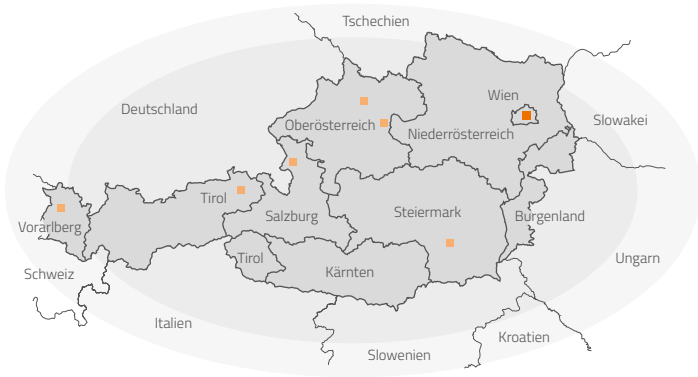 Tschechien
Deutschland
Wien
Slowakei
Oberösterreich
Niederrösterreich
Tirol
Salzburg
Steiermark
Burgenland
Vorarlberg
Tirol
Kärnten
Ungarn
Schweiz
Italien
Kroatien
Slowenien